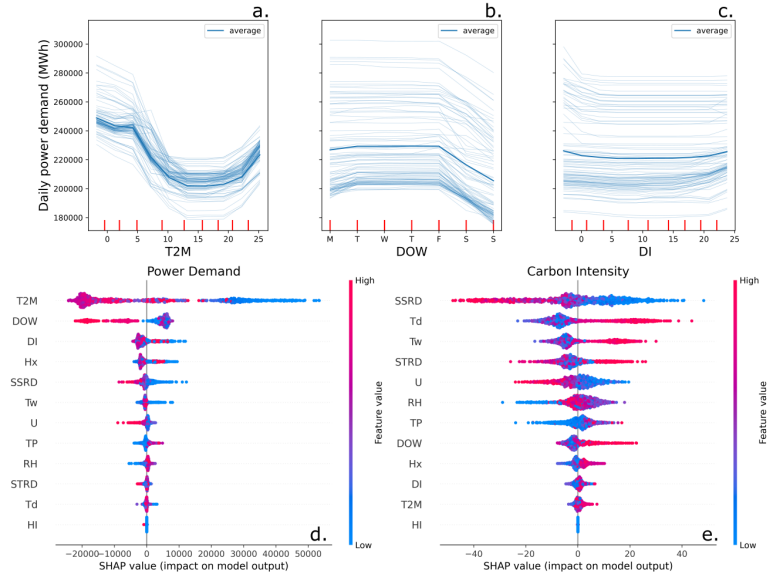 a.
b.
c.
average
average
average
Daily power demand (MWh)
300000
280000
260000
240000
220000
200000
180000
0 5 10 15 20 25
M T W T F S S
0 5 10 15 20 25
T2M
DOW
DI
Power Demand
Carbon Intensity
T2M
DOW
DI
Hx
SSRD
Tw
U
TP
RH
STRD
Td
HI
High
Feature value
Low
d.
−20000 −10000 0 10000 20000 30000 40000 50000
SHAP value (impact on model output)
SSRD
Td
Tw
STRD
U
RH
TP
DOW
Hx
DI
T2M
HI
High
Feature value
Low
e.
−40 −20 0 20 40
SHAP value (impact on model output)